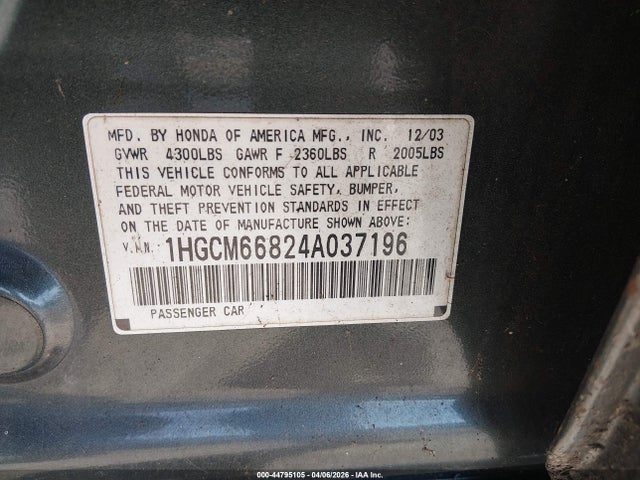 MFD. BY HONDA OF AMERICA MFG., INC. 12/03
GVWR 4300LBS GAWR F 2360LBS R 2005LBS
THIS VEHICLE CONFORMS TO ALL APPLICABLE
FEDERAL MOTOR VEHICLE SAFETY, BUMPER,
AND THEFT PREVENTION STANDARDS IN EFFECT
ON THE DATE OF MANUFACTURE SHOWN ABOVE:
V.I.N. 1HGCM66824A037196
PASSENGER CAR
000-44795105 - 04/06/2026 - IAA Inc.